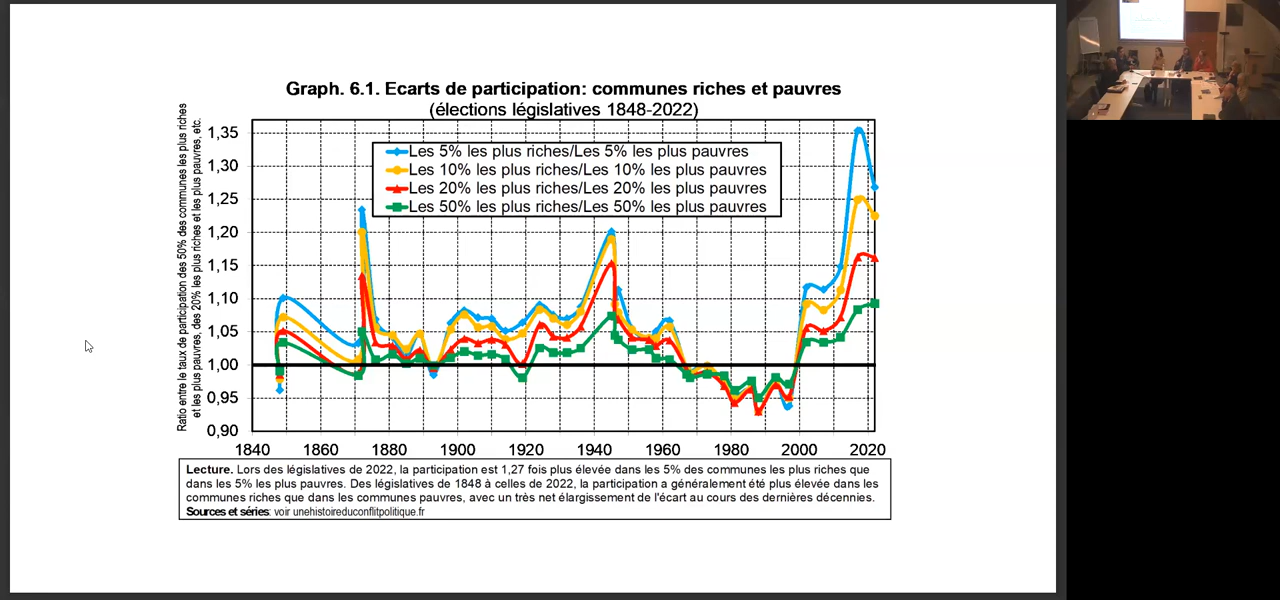 Graph. 6.1. Ecarts de participation: communes riches et pauvres
(élections législatives 1848-2022)
Ratio entre le taux de participation des 50% des communes les plus riches
et les plus pauvres, des 20% les plus riches et les plus pauvres, etc.
1,35
1,30
1,25
1,20
1,15
1,10
1,05
1,00
0,95
0,90
Les 5% les plus riches/Les 5% les plus pauvres
Les 10% les plus riches/Les 10% les plus pauvres
Les 20% les plus riches/Les 20% les plus pauvres
Les 50% les plus riches/Les 50% les plus pauvres
1840 1860 1880 1900 1920 1940 1960 1980 2000 2020
Lecture. Lors des législatives de 2022, la participation est 1,27 fois plus élevée dans les 5% des communes les plus riches que
dans les 5% les plus pauvres. Des législatives de 1848 à celles de 2022, la participation a généralement été plus élevée dans les
communes riches que dans les communes pauvres, avec un très net élargissement de l'écart au cours des dernières décennies.
Sources et séries: voir unehistoireduconflitpolitique.fr